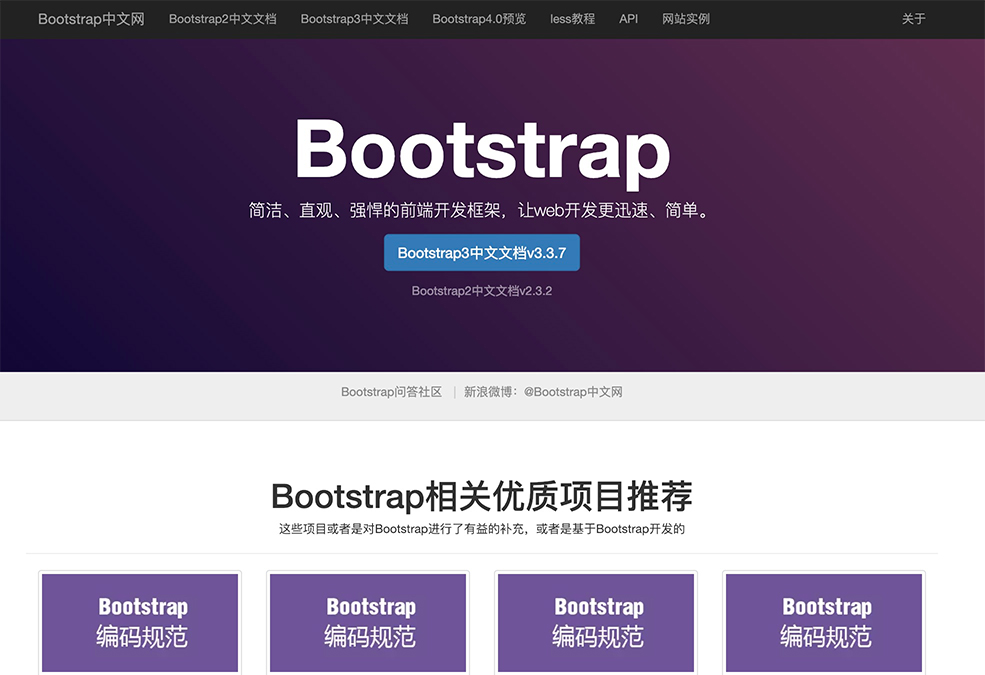 Bootstrap中文网 Bootstrap2中文文档 Bootstrap3中文文档 Bootstrap4.0预览 less教程 API 网站实例 关于
Bootstrap
简洁、直观、强悍的前端开发框架，让web开发更迅速、简单。
Bootstrap3中文文档v3.3.7
Bootstrap2中文文档v2.3.2
Bootstrap问答社区 | 新浪微博：@Bootstrap中文网
Bootstrap相关优质项目推荐
这些项目或者是对Bootstrap进行了有益的补充，或者是基于Bootstrap开发的
Bootstrap Bootstrap Bootstrap Bootstrap
编码规范 编码规范 编码规范 编码规范